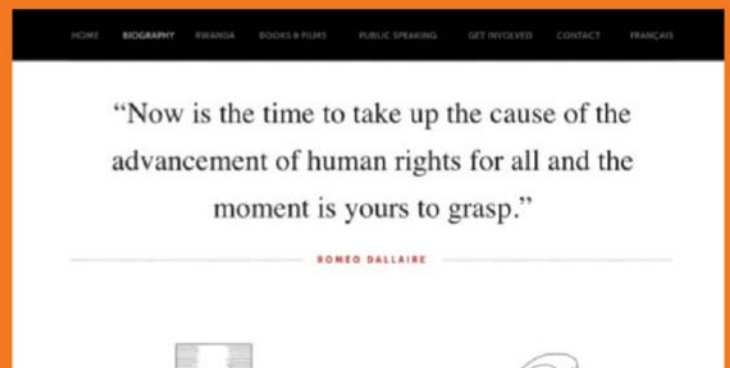 HOME BIOGRAPHY RWANDA BOOKS & FILMS PUBLIC SPEAKING GET INVOLVED CONTACT FRANÇAIS
“Now is the time to take up the cause of the
advancement of human rights for all and the
moment is yours to grasp.”
ROMEO DALLAIRE